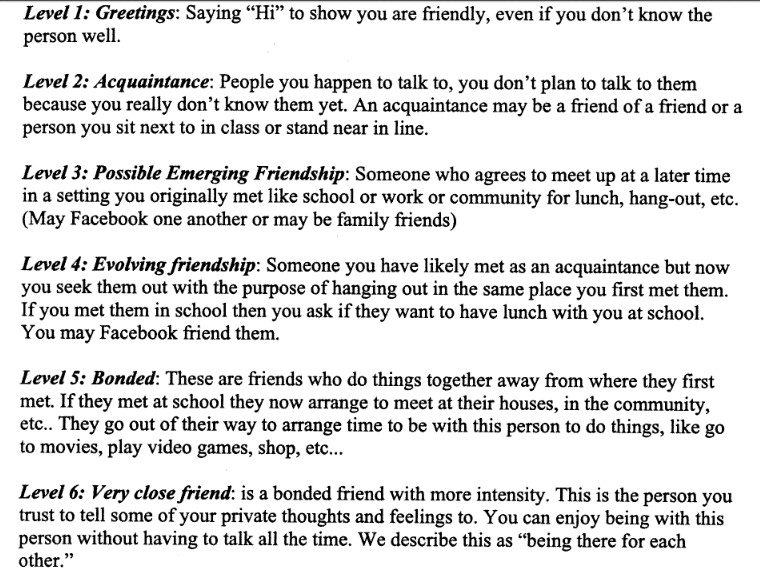 Level 1: Greetings: Saying “Hi” to show you are friendly, even if you don’t know the
person well.
Level 2: Acquaintance: People you happen to talk to, you don’t plan to talk to them
because you really don’t know them yet. An acquaintance may be a friend of a friend or a
person you sit next to in class or stand near in line.
Level 3: Possible Emerging Friendship: Someone who agrees to meet up at a later time
in a setting you originally met like school or work or community for lunch, hang-out, etc.
(May Facebook one another or may be family friends)
Level 4: Evolving friendship: Someone you have likely met as an acquaintance but now
you seek them out with the purpose of hanging out in the same place you first met them.
If you met them in school then you ask if they want to have lunch with you at school.
You may Facebook friend them.
Level 5: Bonded: These are friends who do things together away from where they first
met. If they met at school they now arrange to meet at their houses, in the community,
etc.. They go out of their way to arrange time to be with this person to do things, like go
to movies, play video games, shop, etc...
Level 6: Very close friend: is a bonded friend with more intensity. This is the person you
trust to tell some of your private thoughts and feelings to. You can enjoy being with this
person without having to talk all the time. We describe this as “being there for each
other.”